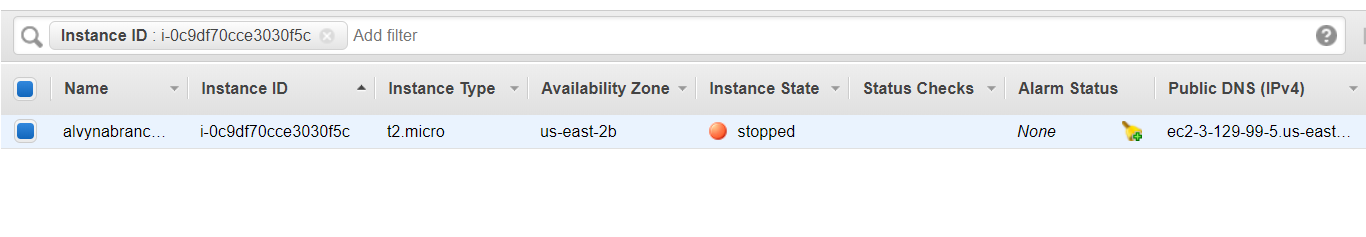 Instance ID : i-0c9df70cce3030f5c Add filter
Name Instance ID Instance Type Availability Zone Instance State Status Checks Alarm Status Public DNS (IPv4)
alvynabranc... i-0c9df70cce3030f5c t2.micro us-east-2b stopped None ec2-3-129-99-5.us-east...